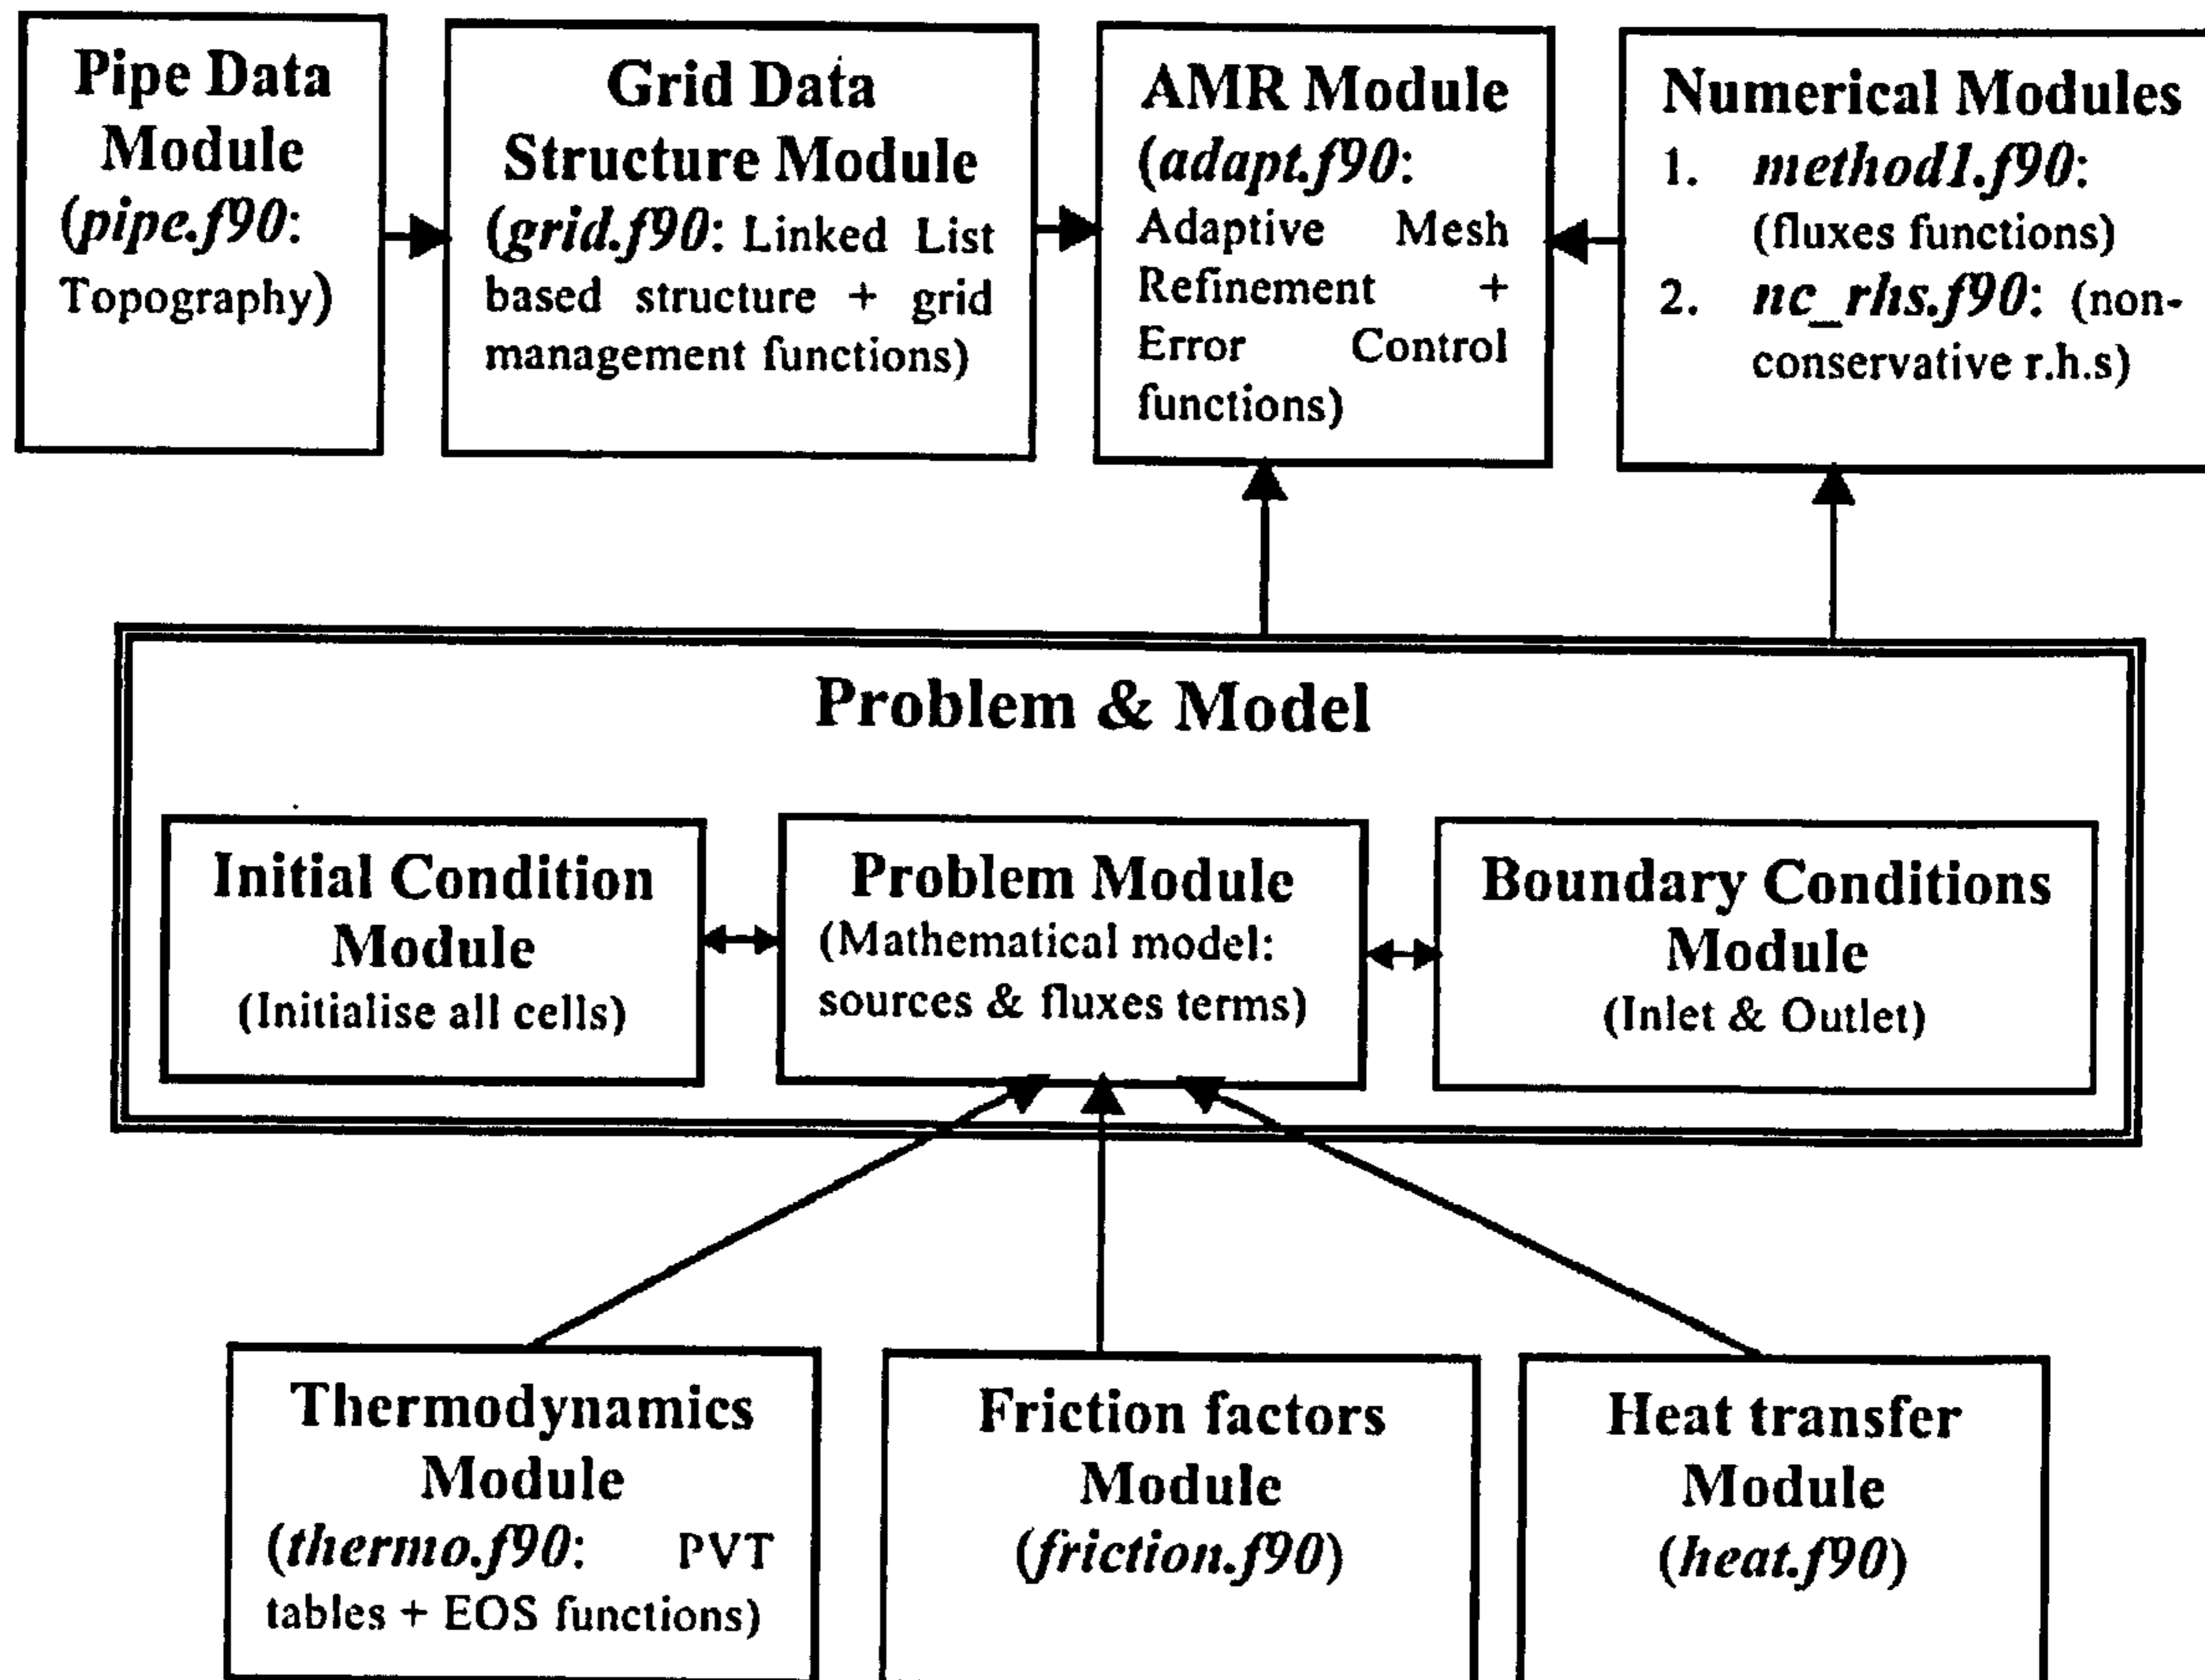 Pipe Data
Module
(pipe.f90:
Topography)
Grid Data
Structure Module
(grid.f90: Linked List
based structure + grid
management functions)
AMR Module
(adapt.f90:
Adaptive Mesh
Refinement +
Error Control
functions)
Numerical Modules
1. method1.f90:
(fluxes functions)
2. nc_rhs.f90: (non-
conservative r.h.s)
Problem & Model
Initial Condition
Module
(Initialise all cells)
Problem Module
(Mathematical model:
sources & fluxes terms)
Boundary Conditions
Module
(Inlet & Outlet)
Thermodynamics
Module
(thermo.f90: PVT
tables + EOS functions)
Friction factors
Module
(friction.f90)
Heat transfer
Module
(heat.f90)